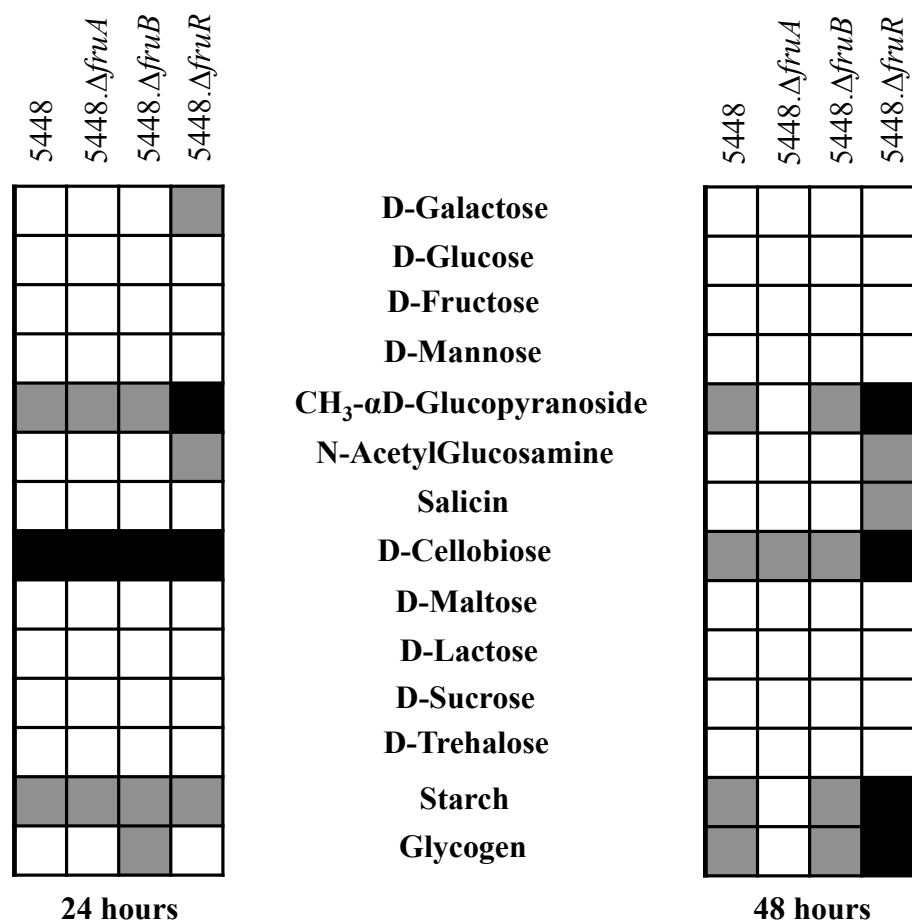 5448
5448.ΔfruA
5448.ΔfruB
5448.ΔfruR
5448
5448.ΔfruA
5448.ΔfruB
5448.ΔfruR
D-Galactose
D-Glucose
D-Fructose
D-Mannose
CH₃-αD-Glucopyranoside
N-AcetylGlucosamine
Salicin
D-Cellobiose
D-Maltose
D-Lactose
D-Sucrose
D-Trehalose
Starch
Glycogen
24 hours
48 hours